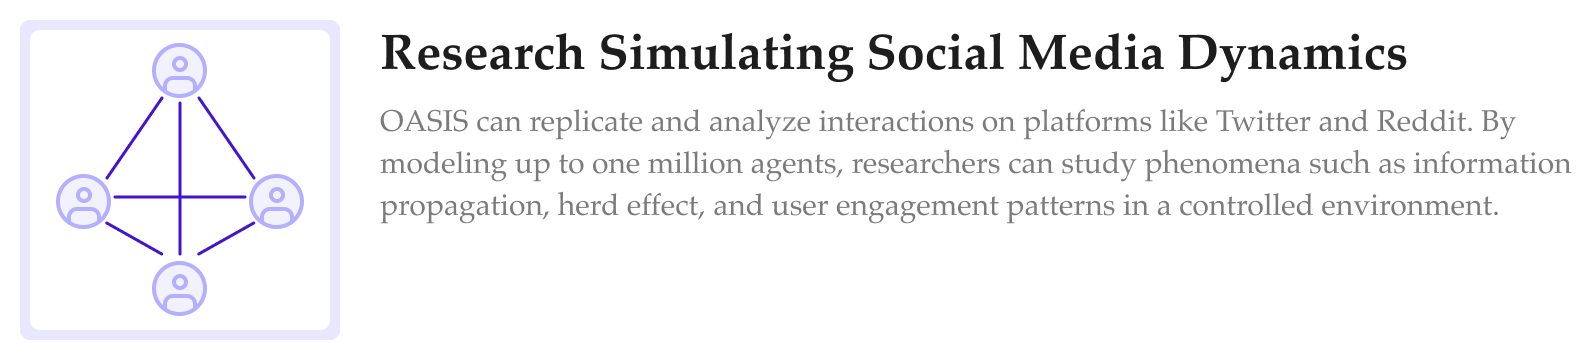 Research Simulating Social Media Dynamics
OASIS can replicate and analyze interactions on platforms like Twitter and Reddit. By
modeling up to one million agents, researchers can study phenomena such as information
propagation, herd effect, and user engagement patterns in a controlled environment.